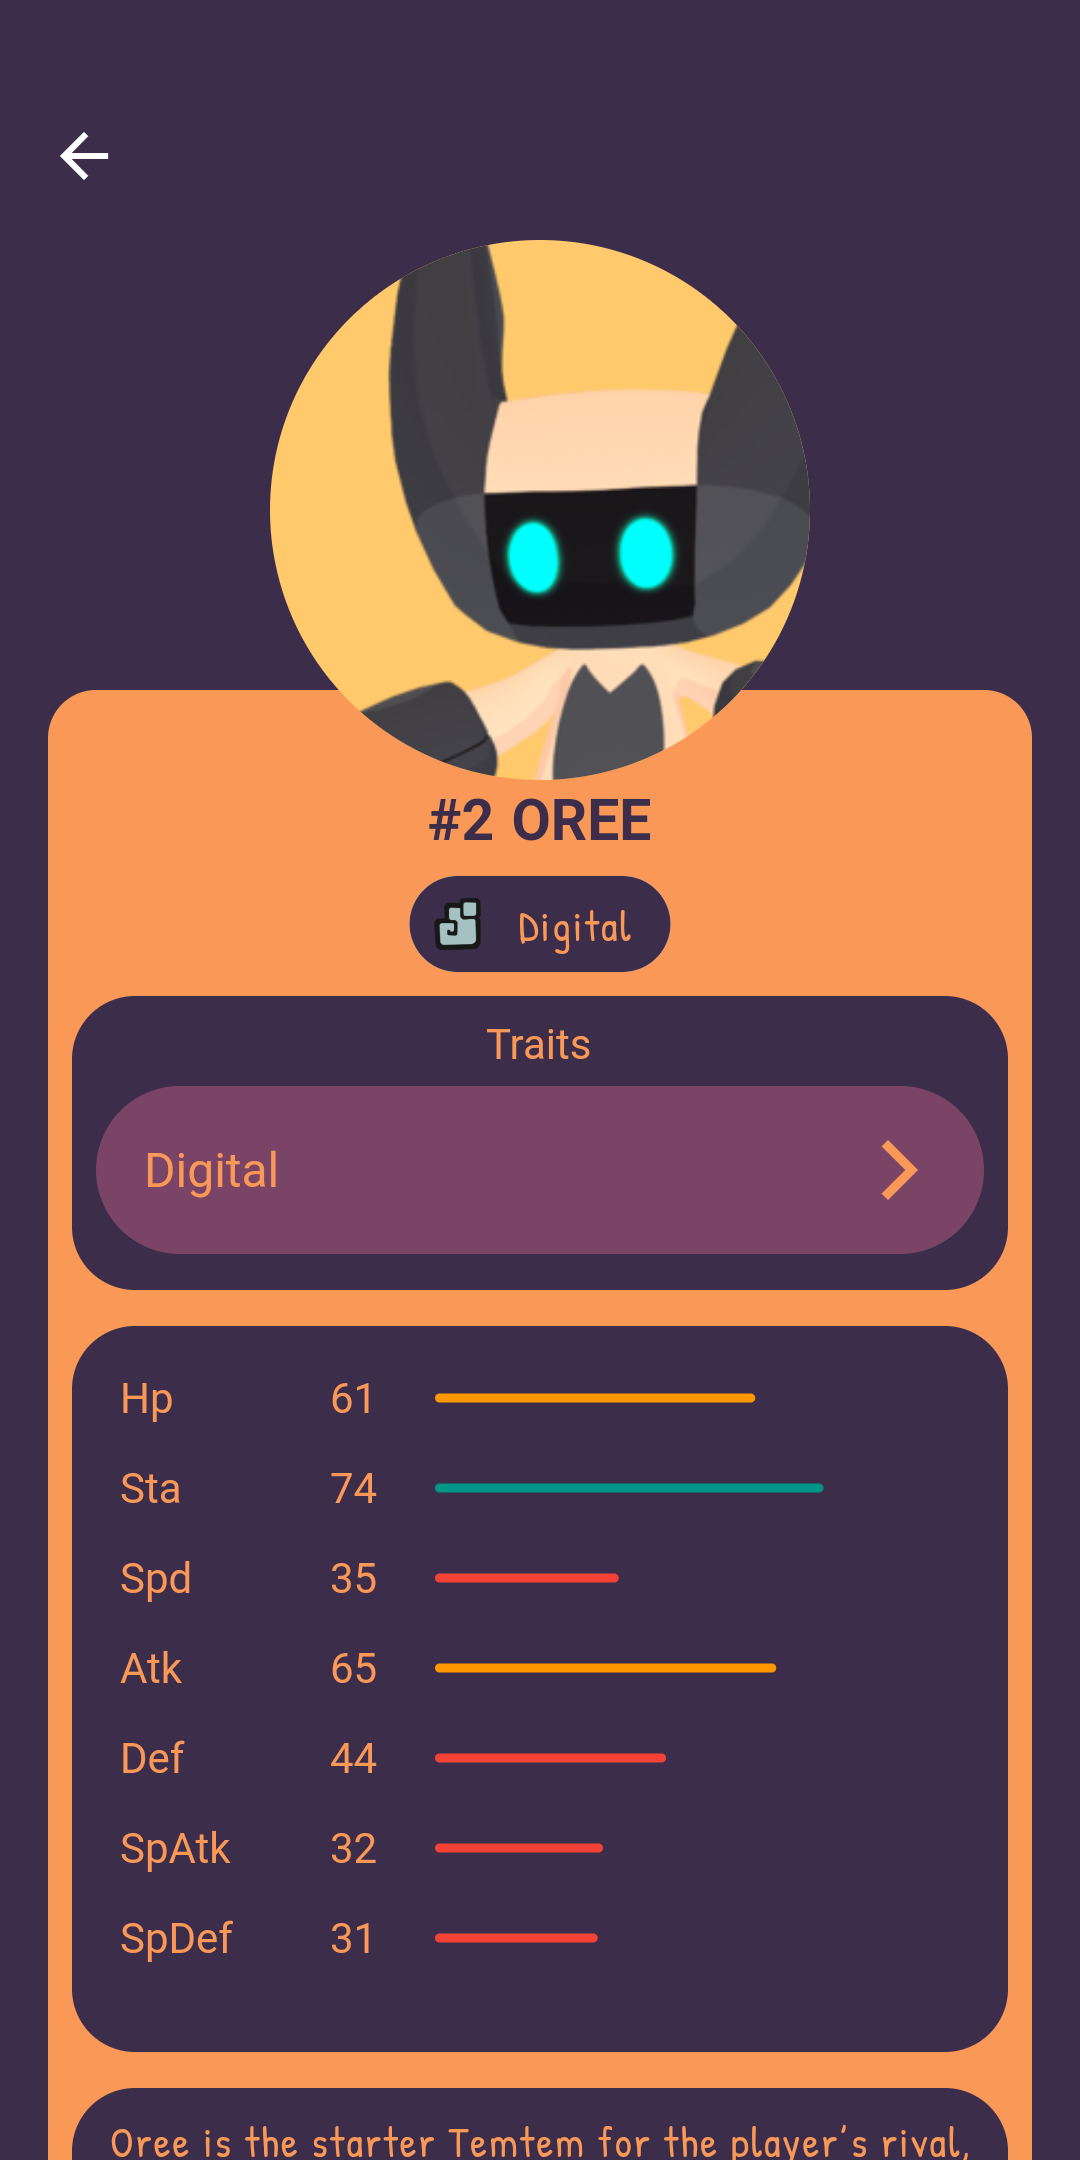 #2 OREE
Digital
Traits
Digital
Hp 61
Sta 74
Spd 35
Atk 65
Def 44
SpAtk 32
SpDef 31
Oree is the starter Temtem for the player's rival,